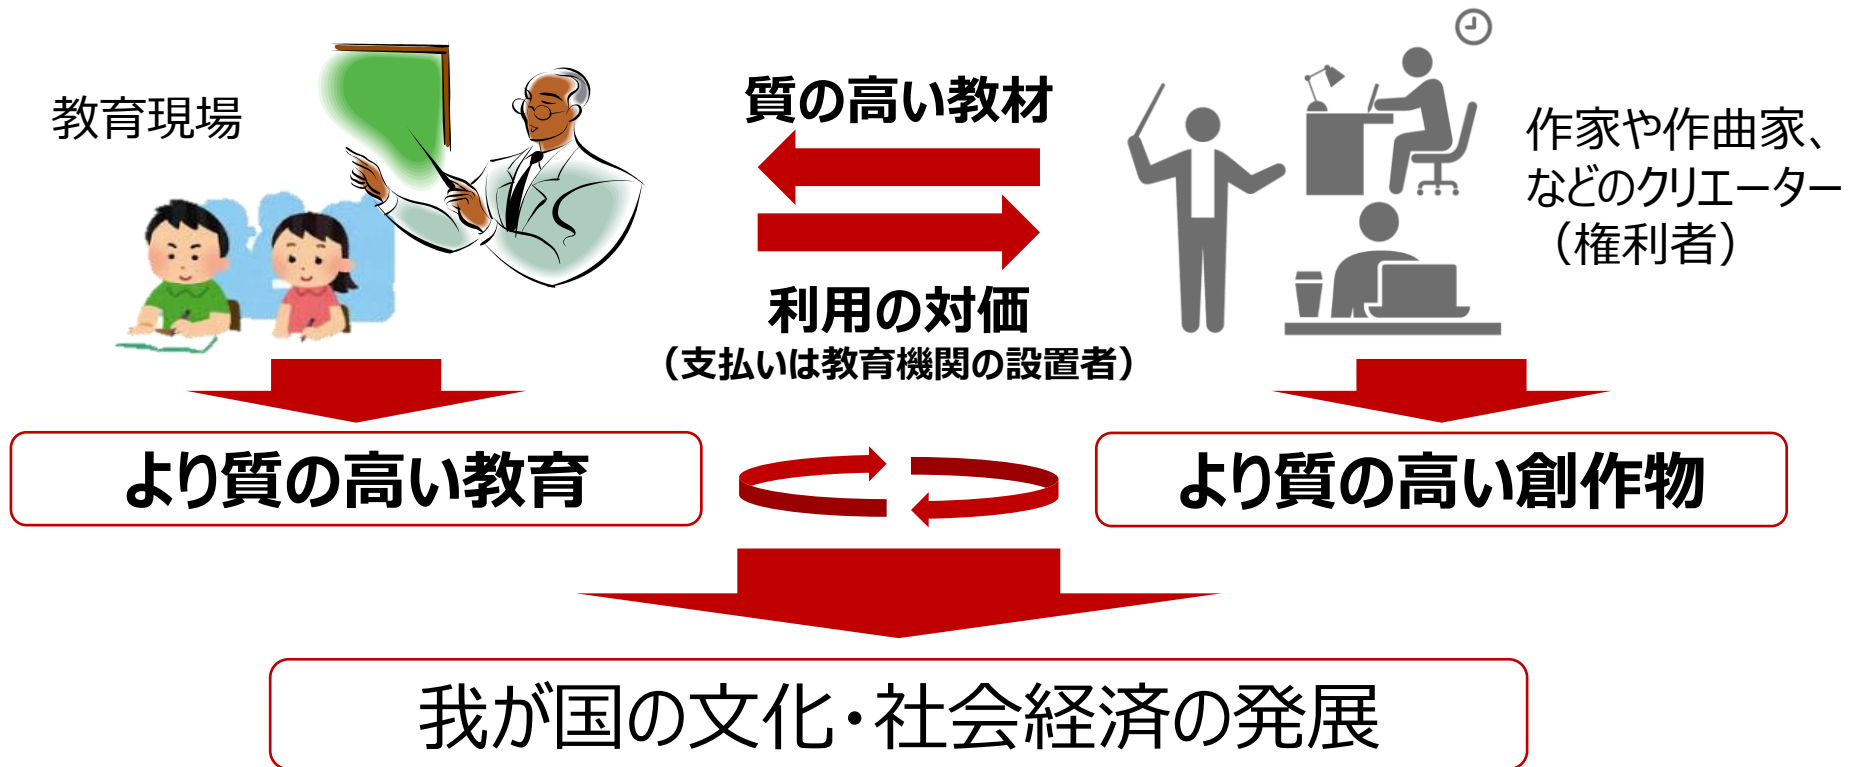 教育現場
質の高い教材
利用の対価
（支払いは教育機関の設置者）
作家や作曲家、
などのクリエーター
（権利者）
より質の高い教育
より質の高い創作物
我が国の文化・社会経済の発展